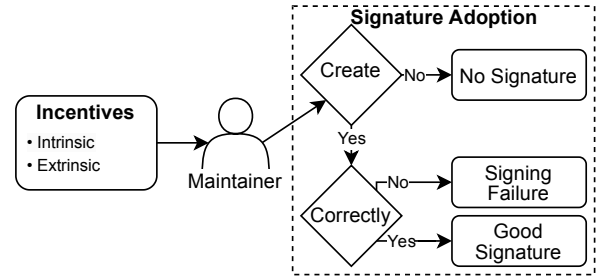 Signature Adoption
Create
No
No Signature
Incentives
• Intrinsic
• Extrinsic
Maintainer
Yes
Correctly
No
Signing
Failure
Yes
Good
Signature